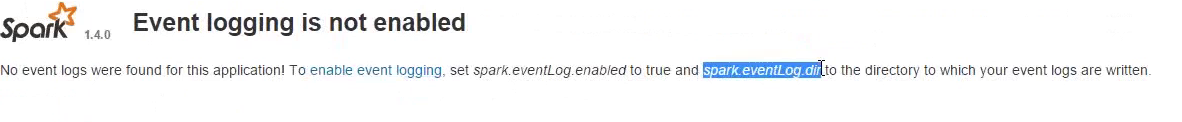 Spark 1.4.0 Event logging is not enabled
No event logs were found for this application! To enable event logging, set spark.eventLog.enabled to true and spark.eventLog.dir to the directory to which your event logs are written.